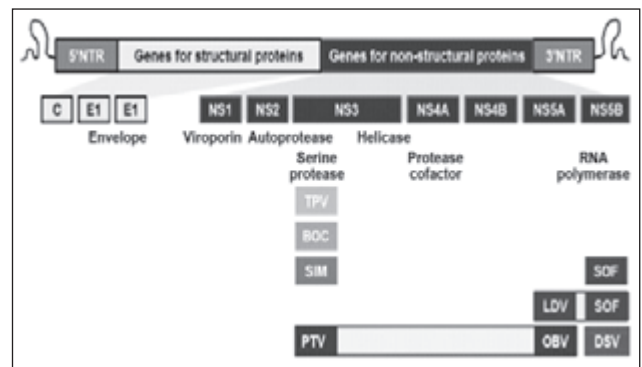 5'NTR Genes for structural proteins Genes for non-structural proteins 3'NTR
C E1 E1 NS1 NS2 NS3 NS4A NS4B NS5A NS5B
Envelope Viroporin Autoprotease Helicase
Serine protease Protease cofactor RNA polymerase
TPV
BOC
SIM SOF
LDV SOF
PTV OBV DSV